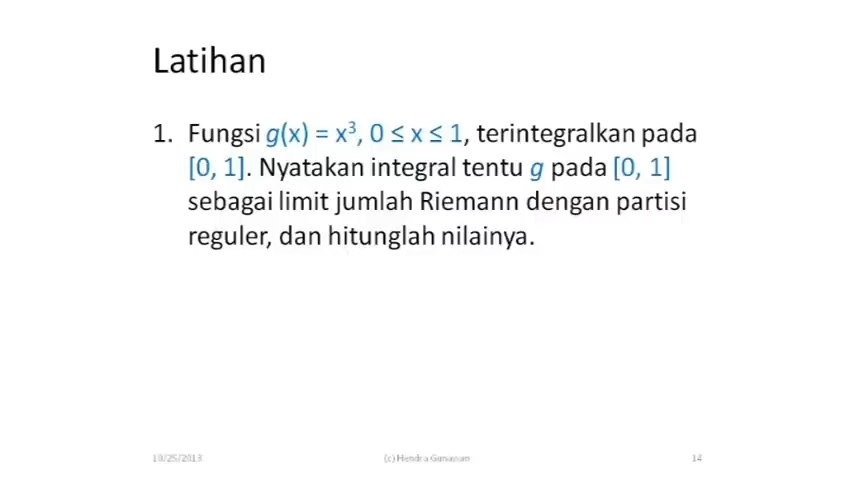 Latihan
1. Fungsi g(x) = x³, 0 ≤ x ≤ 1, terintegralkan pada
[0, 1]. Nyatakan integral tentu g pada [0, 1]
sebagai limit jumlah Riemann dengan partisi
reguler, dan hitunglah nilainya.
10/25/2013
(c) Hendra Gunawan
14